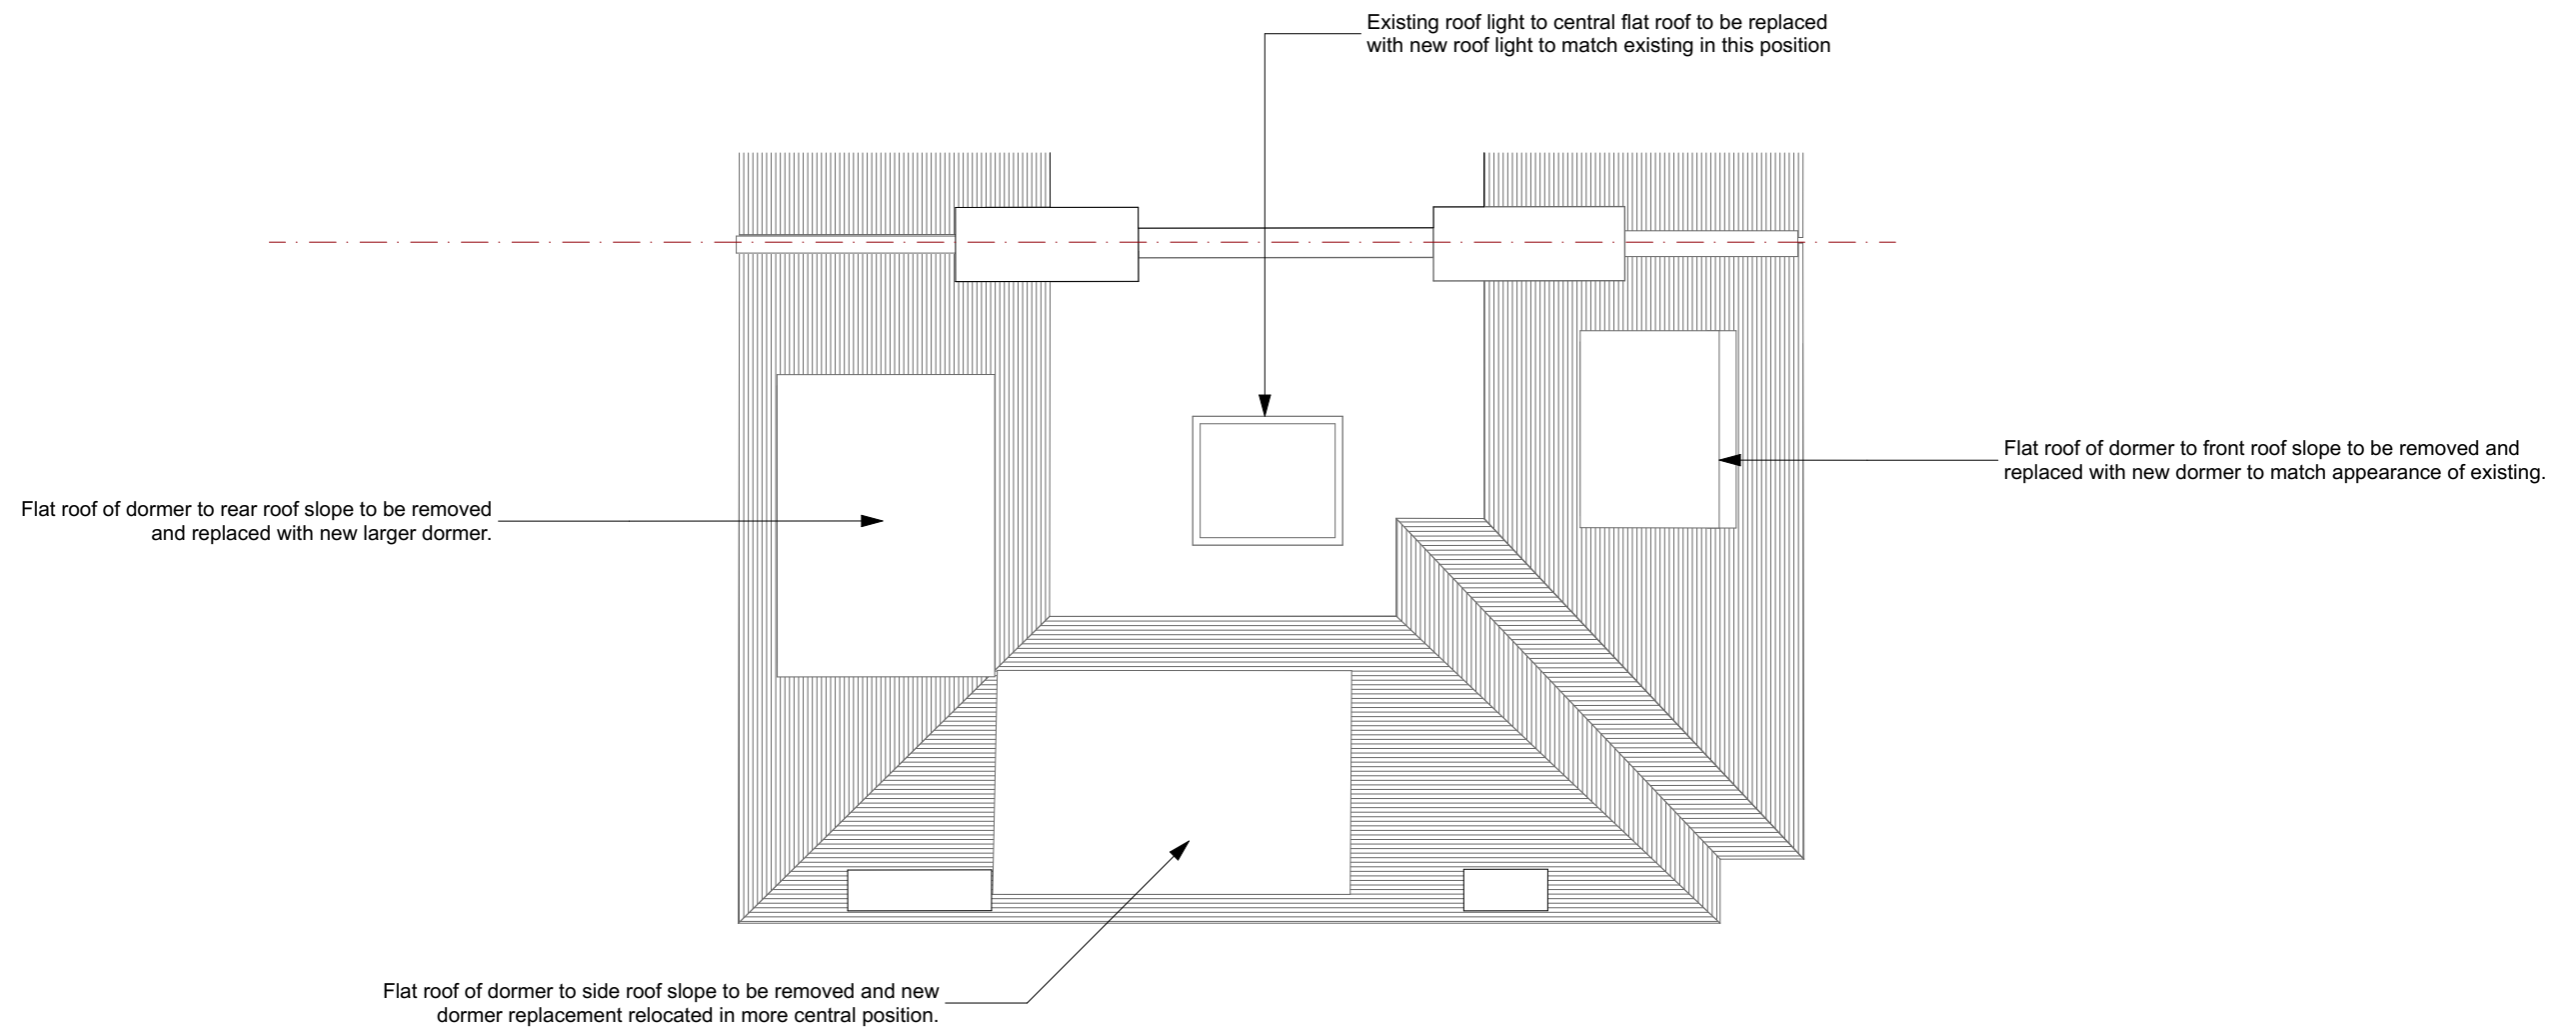 Existing roof light to central flat roof to be replaced
with new roof light to match existing in this position
Flat roof of dormer to front roof slope to be removed and
replaced with new dormer to match appearance of existing.
Flat roof of dormer to rear roof slope to be removed
and replaced with new larger dormer.
Flat roof of dormer to side roof slope to be removed and new
dormer replacement relocated in more central position.